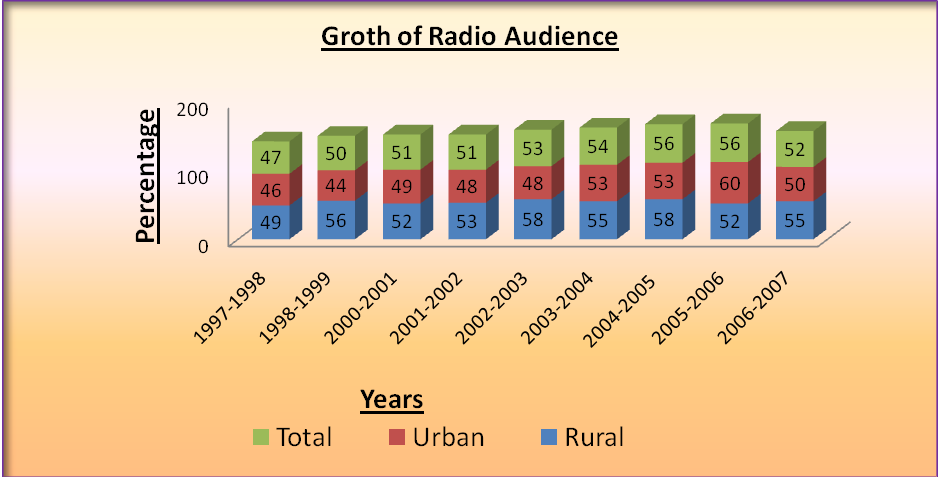 Groth of Radio Audience
Percentage
200
100
0
47 50 51 51 53 54 56 56 52
46 44 49 48 48 53 53 60 50
49 56 52 53 58 55 58 52 55
1997-1998 1998-1999 2000-2001 2001-2002 2002-2003 2003-2004 2004-2005 2005-2006 2006-2007
Years
Total Urban Rural